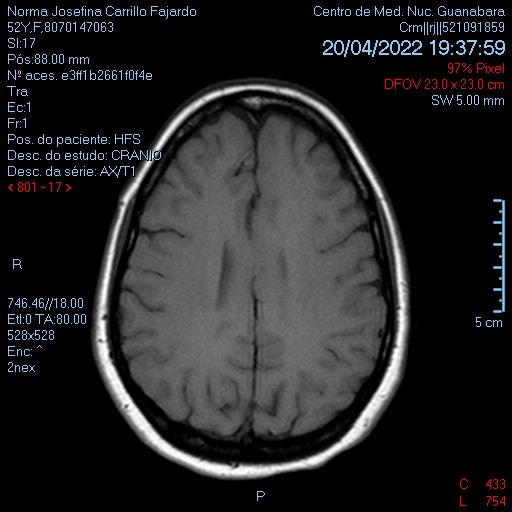 Norma Josefina Carrillo Fajardo
52Y,F,8070147063
Sl:17
Pós:88.00 mm
Nº aces. e3ff1b2661f0f4e
Tra
Ec:1
Fr:1
Pos. do paciente: HFS
Desc. do estudo: CRANIO
Desc. da série: AX/T1
< 801 - 17 >
Centro de Med. Nuc. Guanabara
Crm||rj||521091859
20/04/2022 19:37:59
97% Pixel
DFOV 23.0 x 23.0 cm
SW 5.00 mm
R
5 cm
746.46//18.00
Etl:0 TA:80.00
528x528
Enc: ^
2nex
P
C 433
L 754